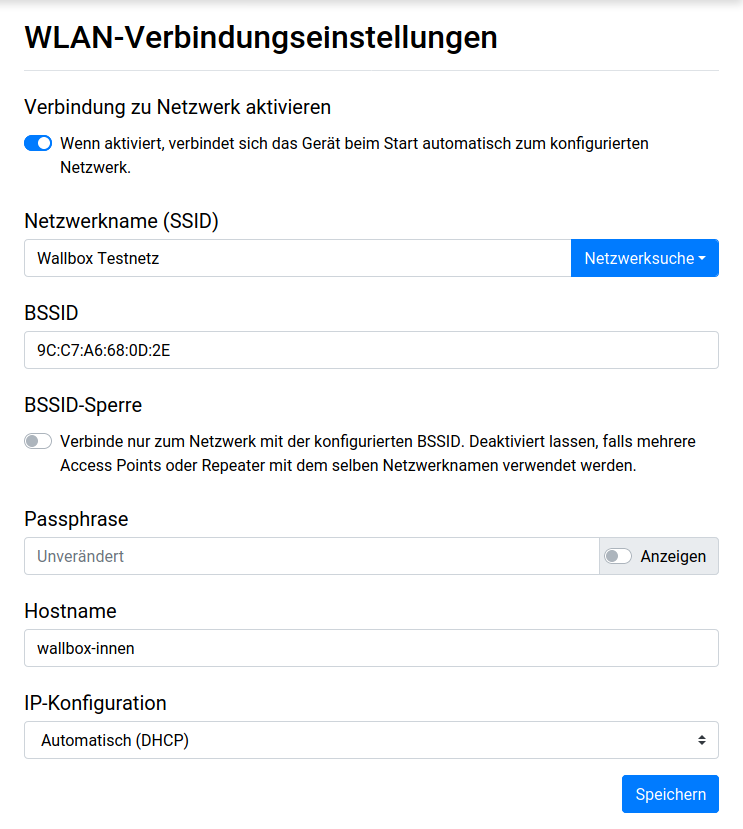 WLAN-Verbindungseinstellungen
Verbindung zu Netzwerk aktivieren
Wenn aktiviert, verbindet sich das Gerät beim Start automatisch zum konfigurierten
Netzwerk.
Netzwerkname (SSID)
Wallbox Testnetz
Netzwerksuche
BSSID
9C:C7:A6:68:0D:2E
BSSID-Sperre
Verbinde nur zum Netzwerk mit der konfigurierten BSSID. Deaktiviert lassen, falls mehrere
Access Points oder Repeater mit dem selben Netzwerknamen verwendet werden.
Passphrase
Unverändert
Anzeigen
Hostname
wallbox-innen
IP-Konfiguration
Automatisch (DHCP)
Speichern